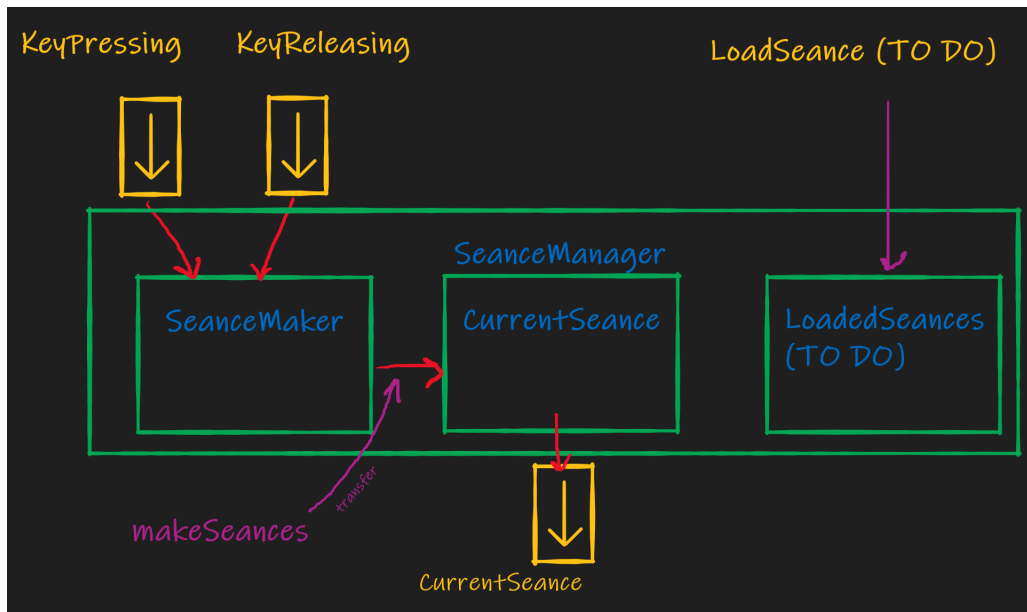 KeyPressing
KeyReleasing
LoadSeance (TO DO)
SeanceManager
SeanceMaker
CurrentSeance
LoadedSeances
(TO DO)
transfer
makeSeances
CurrentSeance